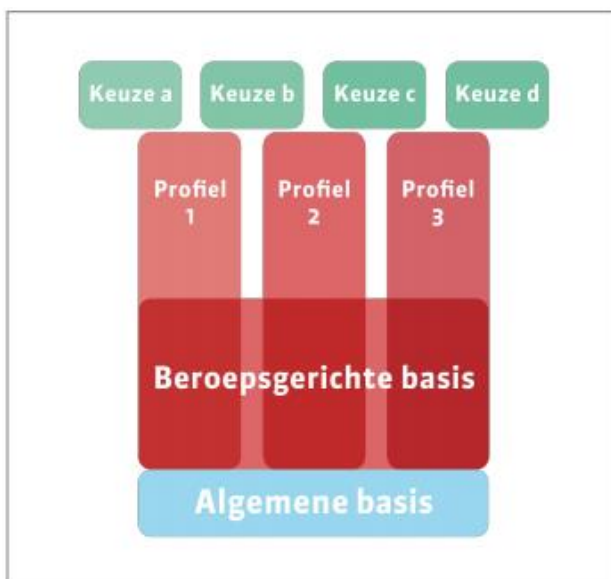 Keuze a
Keuze b
Keuze c
Keuze d
Profiel
1
Profiel
2
Profiel
3
Beroepsgerichte basis
Algemene basis